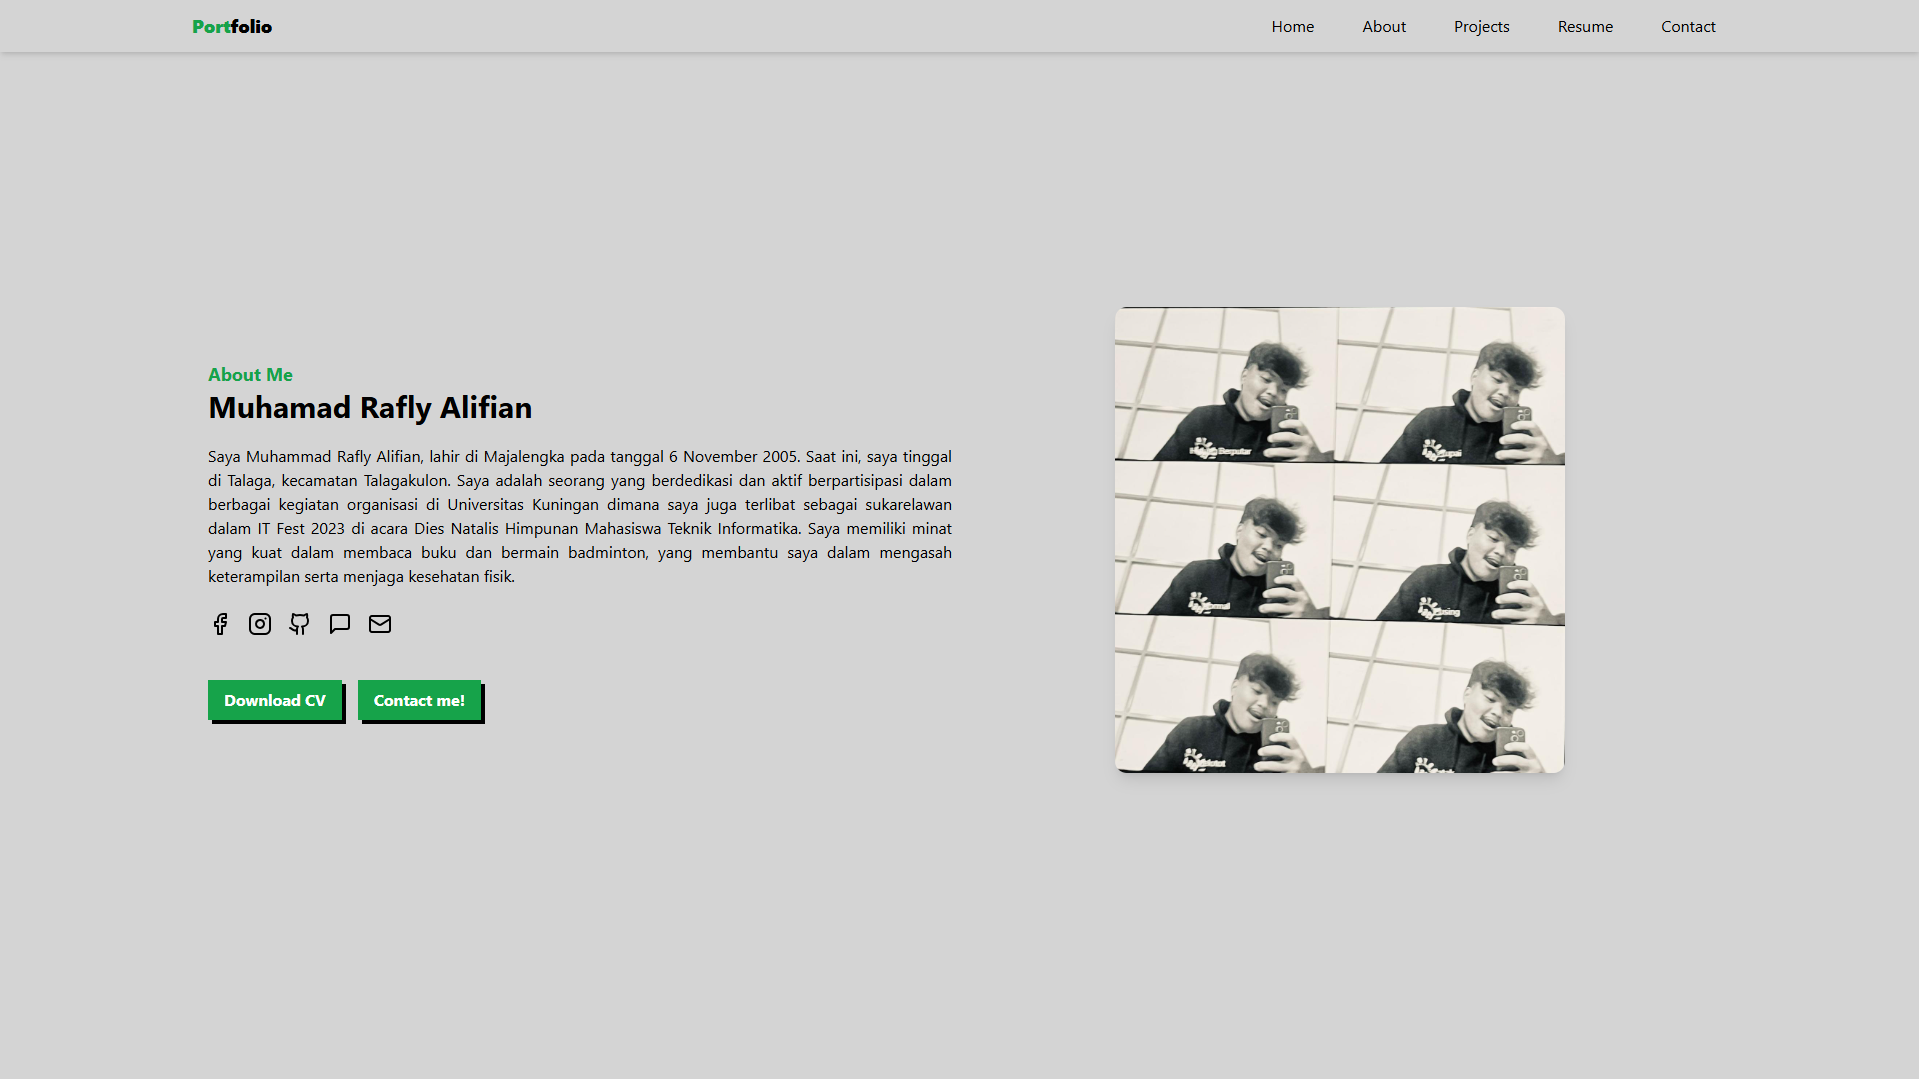 Portfolio
Home
About
Projects
Resume
Contact
About Me
Muhamad Rafly Alifian
Saya Muhammad Rafly Alifian, lahir di Majalengka pada tanggal 6 November 2005. Saat ini, saya tinggal
di Talaga, kecamatan Talagakulon. Saya adalah seorang yang berdedikasi dan aktif berpartisipasi dalam
berbagai kegiatan organisasi di Universitas Kuningan dimana saya juga terlibat sebagai sukarelawan
dalam IT Fest 2023 di acara Dies Natalis Himpunan Mahasiswa Teknik Informatika. Saya memiliki minat
yang kuat dalam membaca buku dan bermain badminton, yang membantu saya dalam mengasah
keterampilan serta menjaga kesehatan fisik.
Download CV
Contact me!